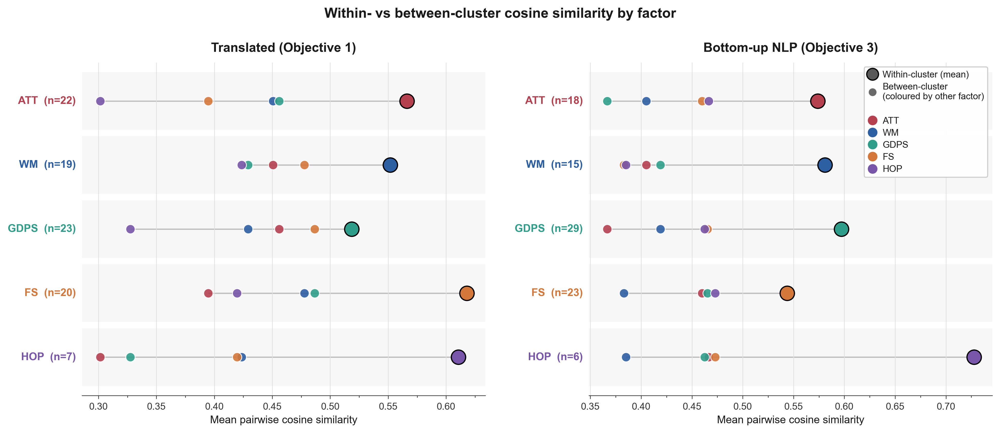 Within- vs between-cluster cosine similarity by factor
Translated (Objective 1)
ATT (n=22)
WM (n=19)
GDPS (n=23)
FS (n=20)
HOP (n=7)
0.30 0.35 0.40 0.45 0.50 0.55 0.60
Mean pairwise cosine similarity
Bottom-up NLP (Objective 3)
ATT (n=18)
WM (n=15)
GDPS (n=29)
FS (n=23)
HOP (n=6)
0.35 0.40 0.45 0.50 0.55 0.60 0.65 0.70
Mean pairwise cosine similarity
Within-cluster (mean)
Between-cluster
(coloured by other factor)
ATT
WM
GDPS
FS
HOP